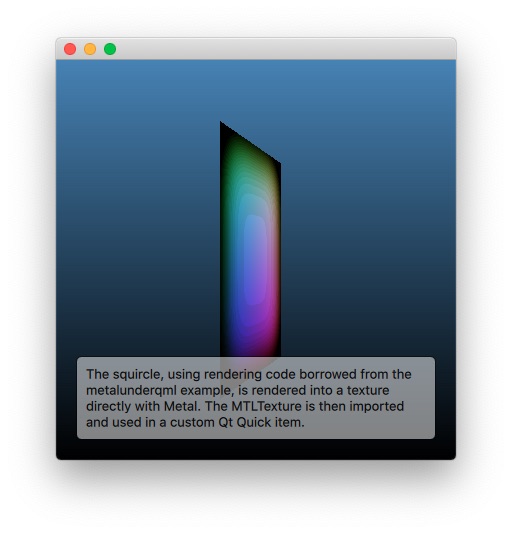 The squircle, using rendering code borrowed from the
metalunderqml example, is rendered into a texture
directly with Metal. The MTLTexture is then imported
and used in a custom Qt Quick item.